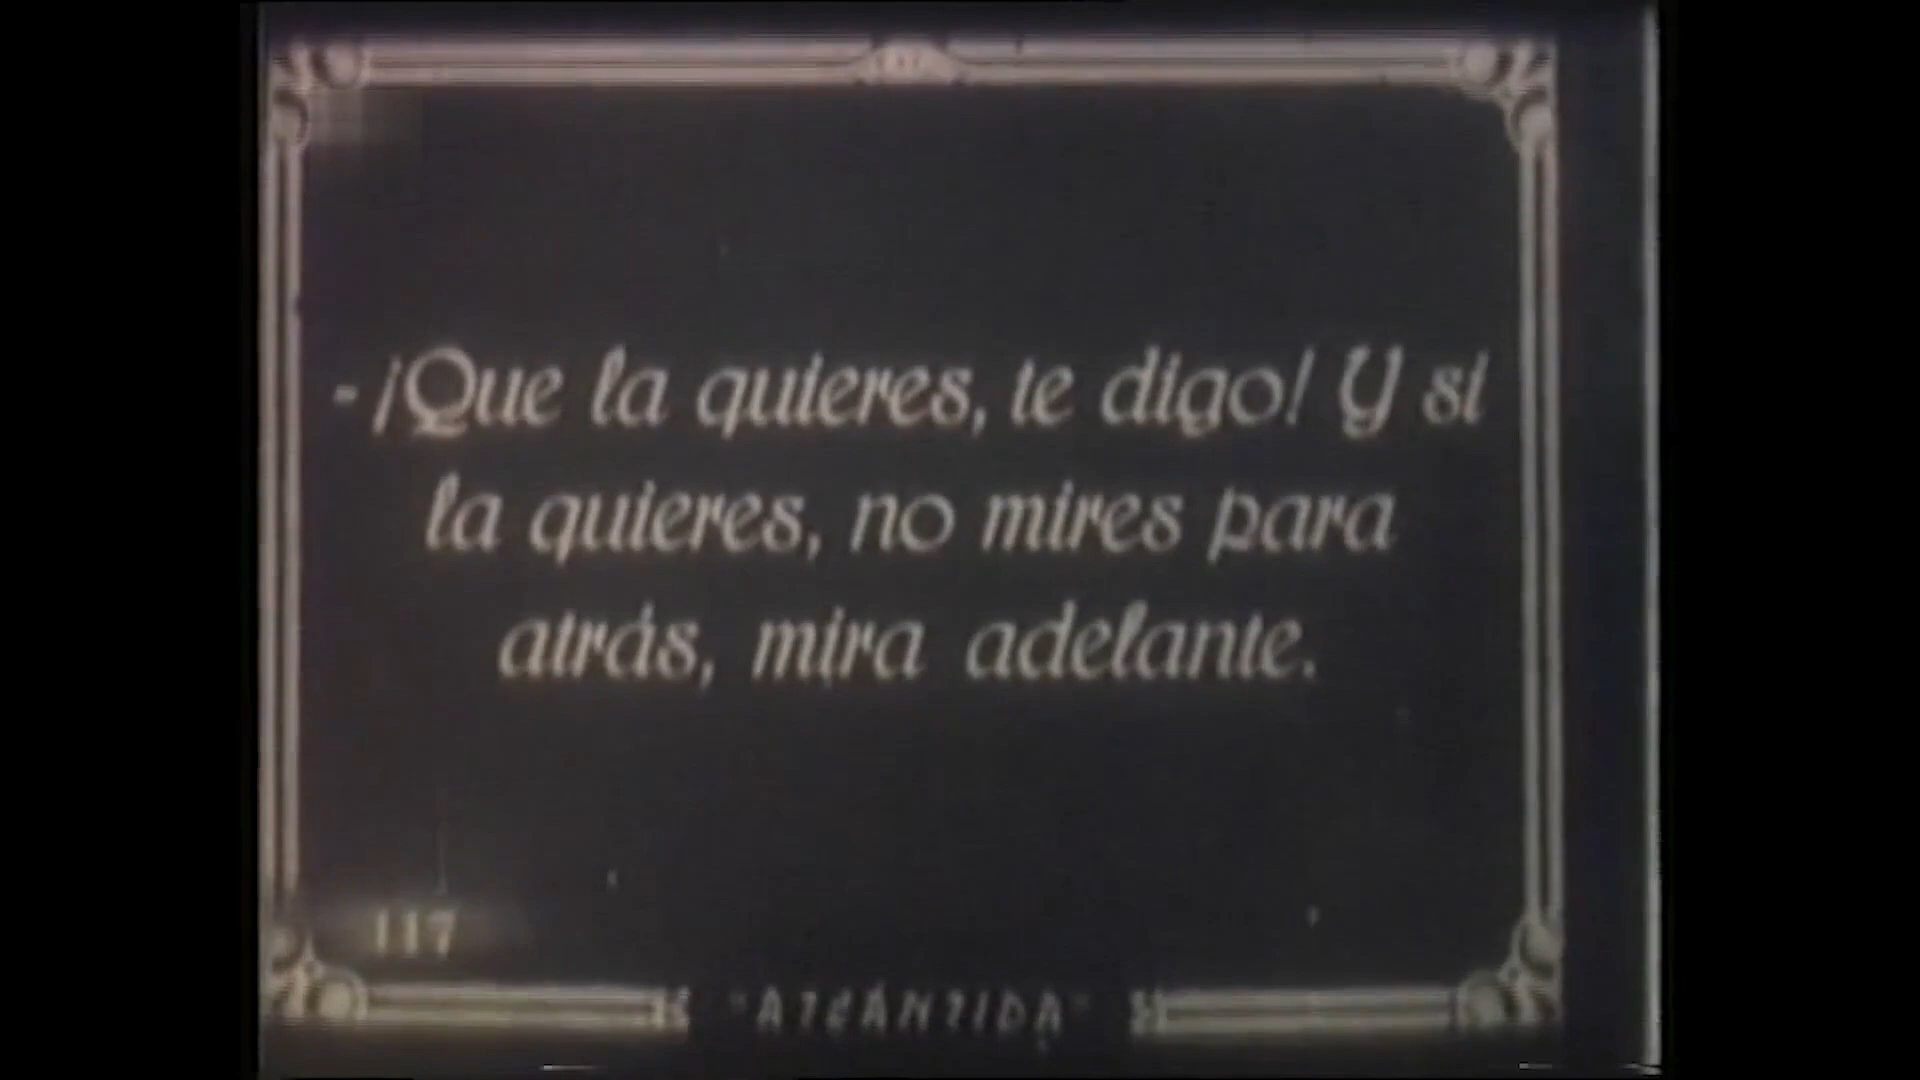 -¡Que la quieres, te digo! Y si
la quieres, no mires para
atrás, mira adelante.
117
"ATLÁNTIDA"